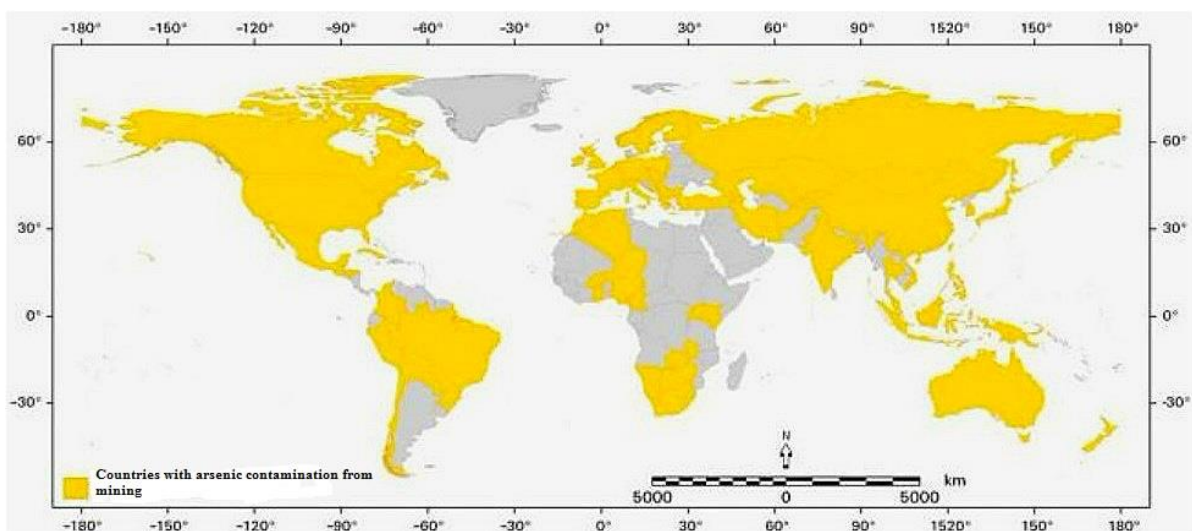 −180° −150° −120° −90° −60° −30° 0° 30° 60° 90° 1520° 150° 180°
60° 60°
30° 30°
0° 0°
−30° −30°
N
Countries with arsenic contamination from
mining
km
5000 0 5000
−180° −150° −120° −90° −60° −30° 0° 30° 60° 90° 1520° 150° 180°